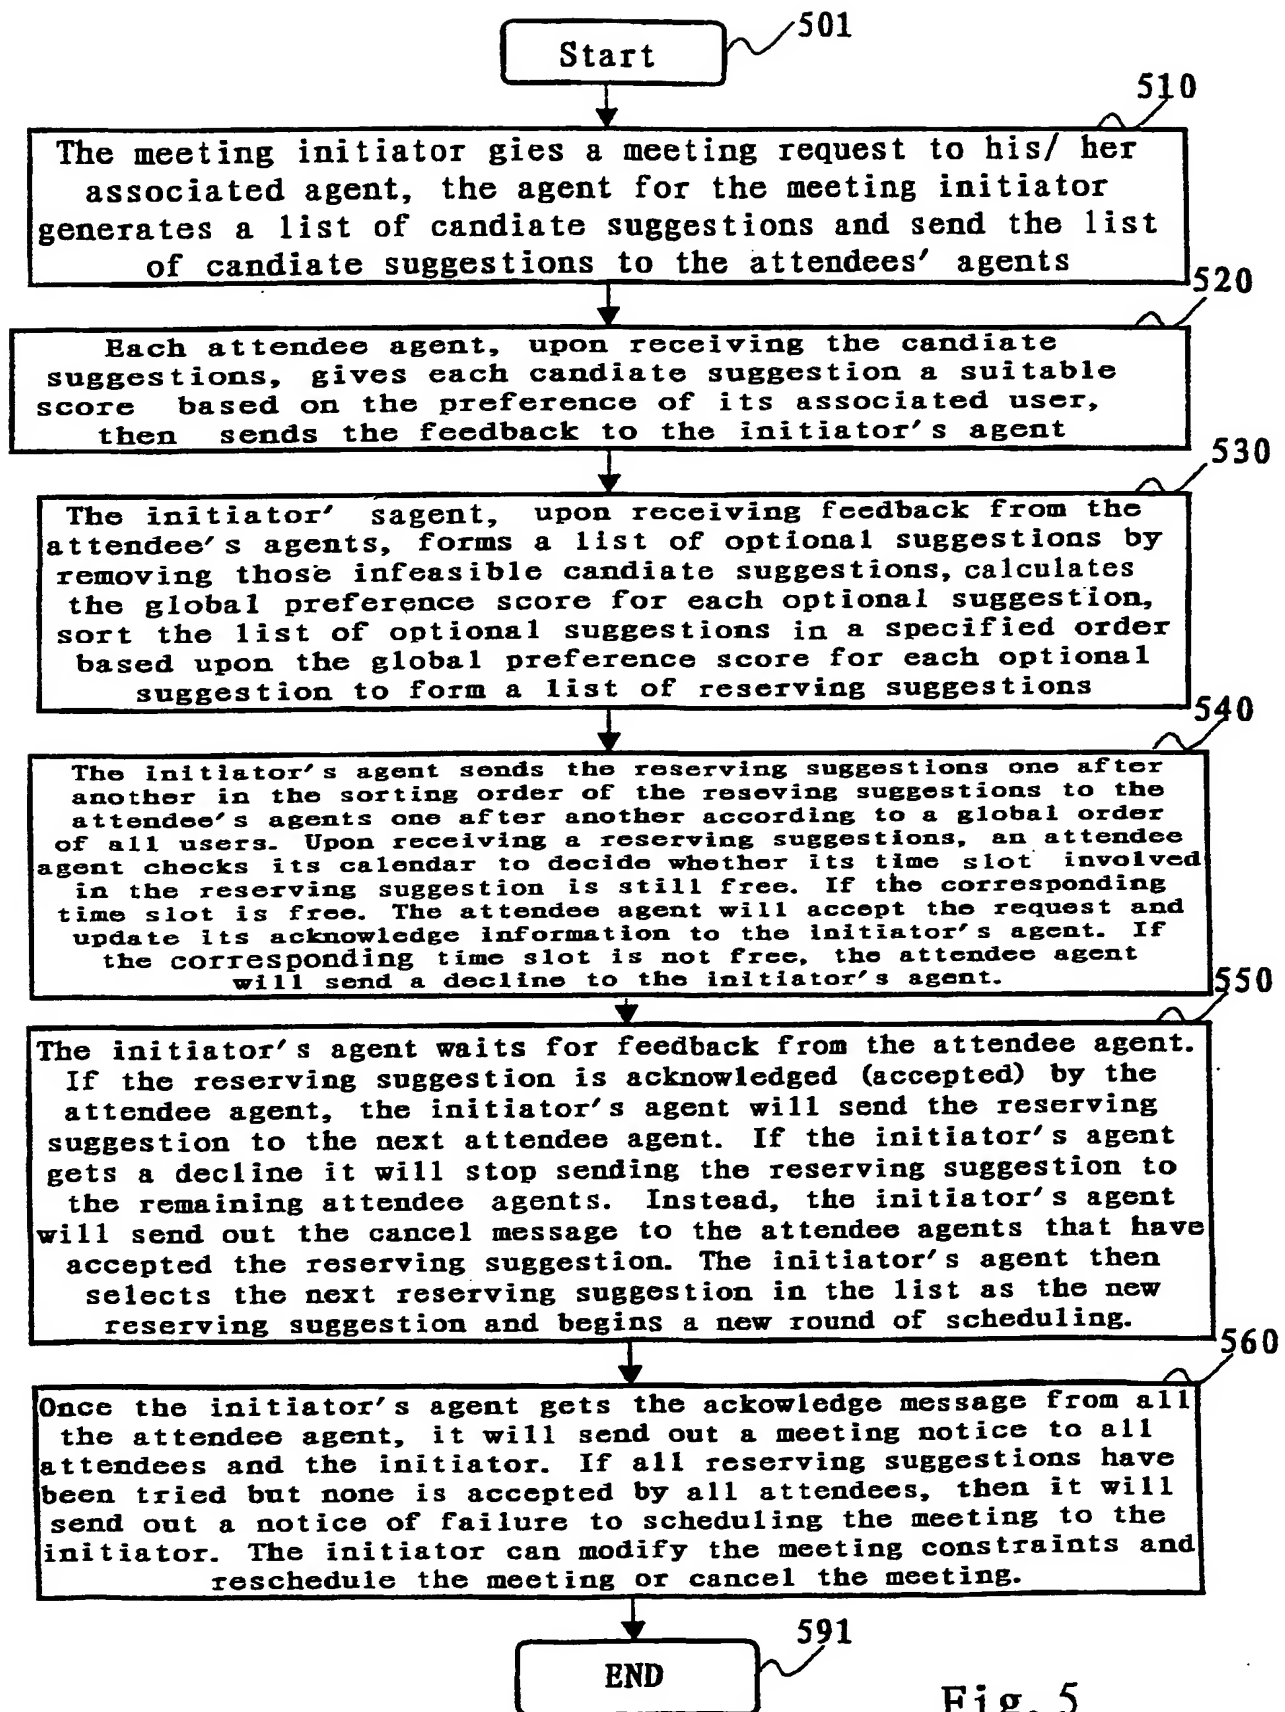 Start
501
510
The meeting initiator gies a meeting request to his/ her
associated agent, the agent for the meeting initiator
generates a list of candiate suggestions and send the list
of candiate suggestions to the attendees' agents
520
Each attendee agent, upon receiving the candiate
suggestions, gives each candiate suggestion a suitable
score based on the preference of its associated user,
then sends the feedback to the initiator's agent
530
The initiator' sagent, upon receiving feedback from the
attendee's agents, forms a list of optional suggestions by
removing those infeasible candiate suggestions, calculates
the global preference score for each optional suggestion,
sort the list of optional suggestions in a specified order
based upon the global preference score for each optional
suggestion to form a list of reserving suggestions
540
The initiator's agent sends the reserving suggestions one after
another in the sorting order of the reseving suggestions to the
attendee's agents one after another according to a global order
of all users. Upon receiving a reserving suggestions, an attendee
agent checks its calendar to decide whether its time slot involved
in the reserving suggestion is still free. If the corresponding
time slot is free. The attendee agent will accept the request and
update its acknowledge information to the initiator's agent. If
the corresponding time slot is not free, the attendee agent
will send a decline to the initiator's agent.
550
The initiator's agent waits for feedback from the attendee agent.
If the reserving suggestion is acknowledged (accepted) by the
attendee agent, the initiator's agent will send the reserving
suggestion to the next attendee agent. If the initiator's agent
gets a decline it will stop sending the reserving suggestion to
the remaining attendee agents. Instead, the initiator's agent
will send out the cancel message to the attendee agents that have
accepted the reserving suggestion. The initiator's agent then
selects the next reserving suggestion in the list as the new
reserving suggestion and begins a new round of scheduling.
560
Once the initiator's agent gets the ackowledge message from all
the attendee agent, it will send out a meeting notice to all
attendees and the initiator. If all reserving suggestions have
been tried but none is accepted by all attendees, then it will
send out a notice of failure to scheduling the meeting to the
initiator. The initiator can modify the meeting constraints and
reschedule the meeting or cancel the meeting.
591
END
Fig. 5